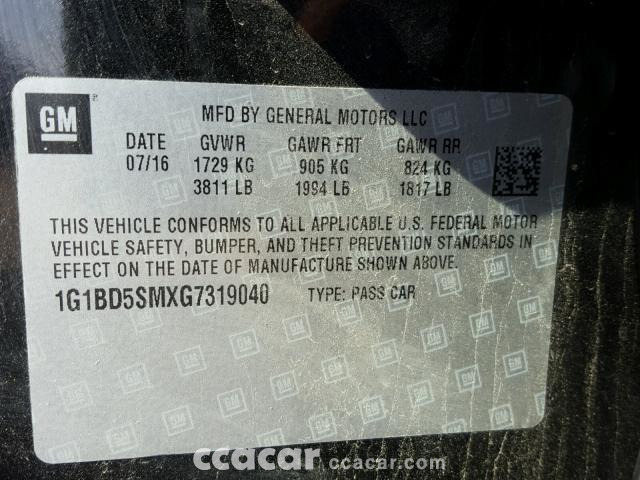 GM
MFD BY GENERAL MOTORS LLC
DATE GVWR GAWR FRT GAWR RR
07/16 1729 KG 905 KG 824 KG
3811 LB 1994 LB 1817 LB
THIS VEHICLE CONFORMS TO ALL APPLICABLE U.S. FEDERAL MOTOR
VEHICLE SAFETY, BUMPER, AND THEFT PREVENTION STANDARDS IN
EFFECT ON THE DATE OF MANUFACTURE SHOWN ABOVE.
1G1BD5SMXG7319040 TYPE: PASS CAR
ccacar ccacar.com